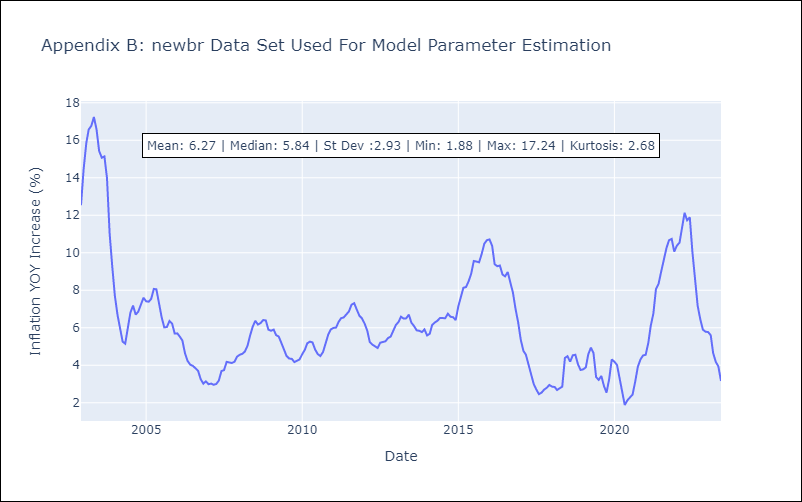 Appendix B: newbr Data Set Used For Model Parameter Estimation
18
Mean: 6.27 | Median: 5.84 | St Dev :2.93 | Min: 1.88 | Max: 17.24 | Kurtosis: 2.68
16
14
12
10
8
6
4
2
Inflation YOY Increase (%)
2005 2010 2015 2020
Date